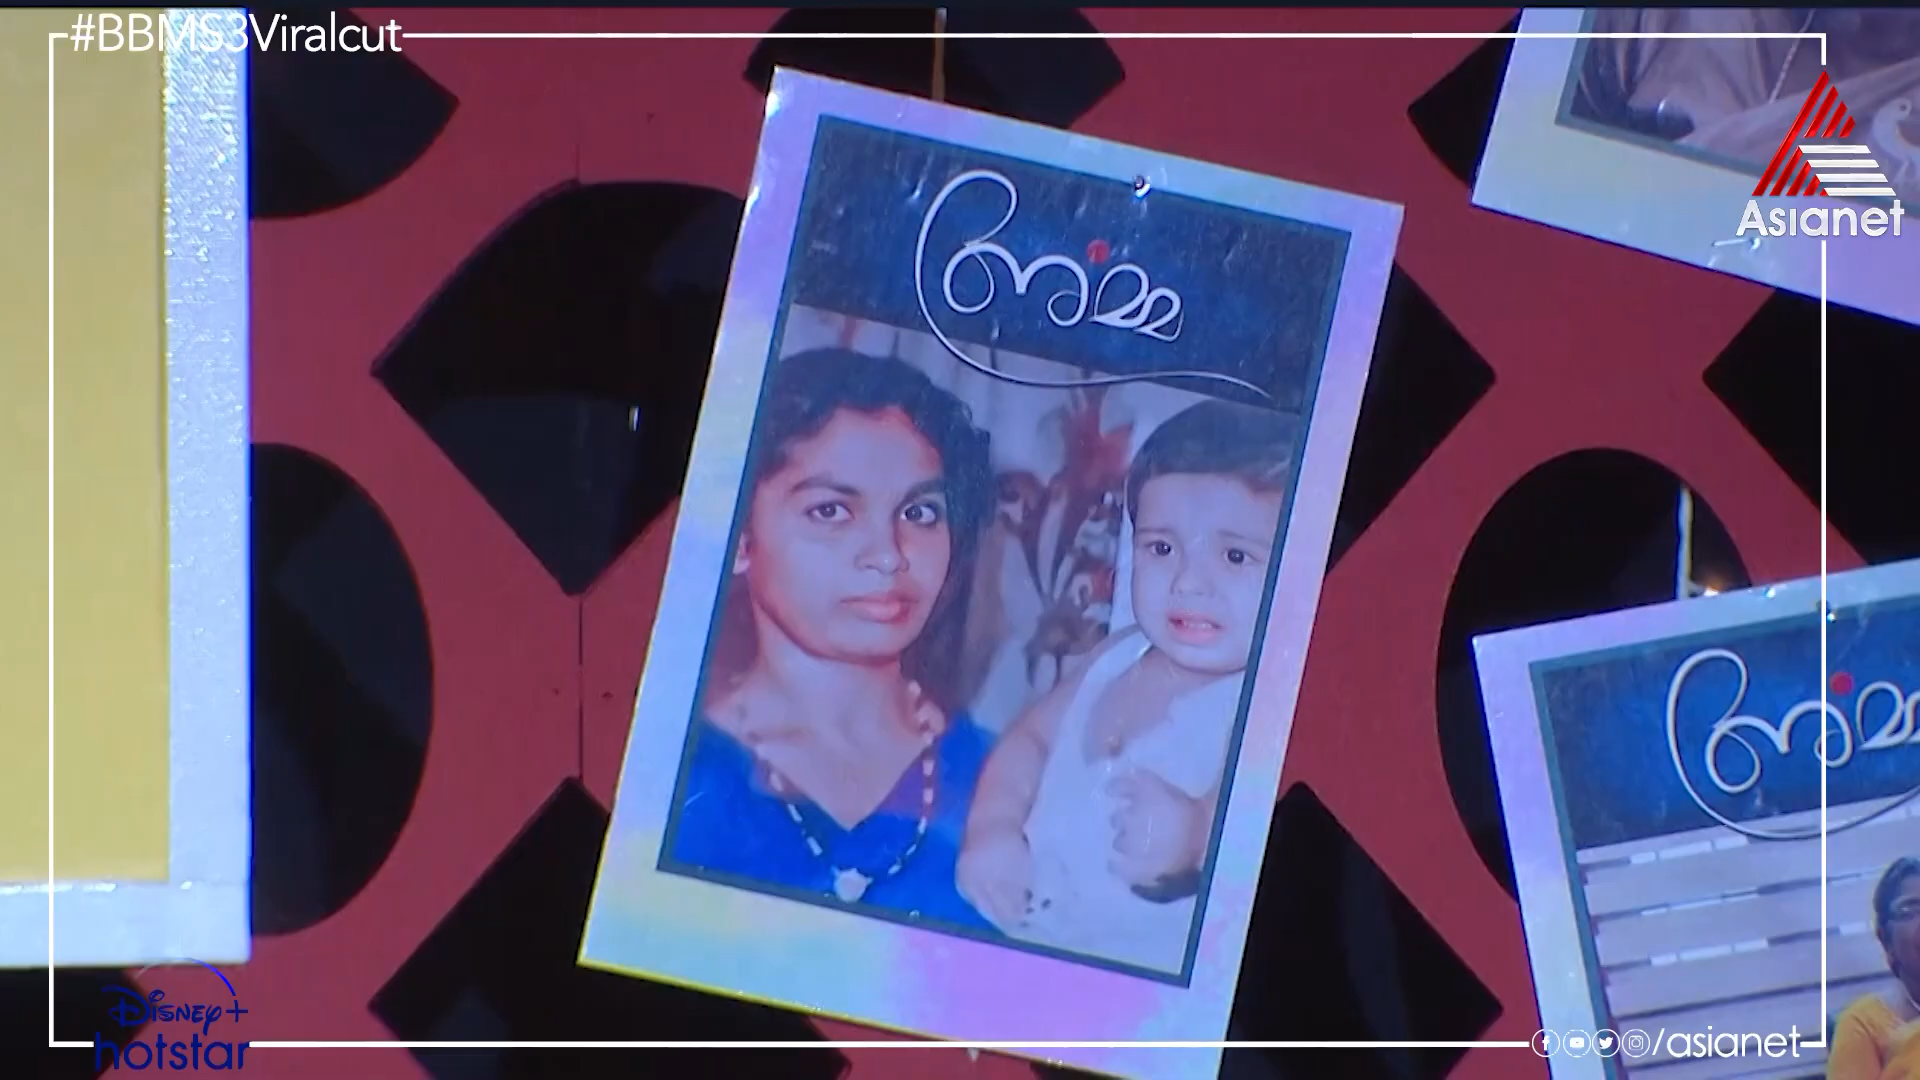 #BBMS3Viralcut
Asianet
അമ്മ
അമ്മ
Disney+
hotstar
/asianet